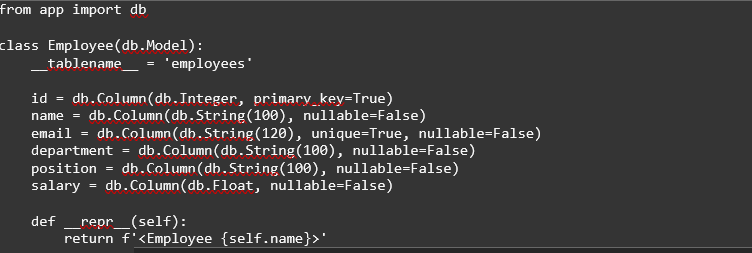 from app import db
class Employee(db.Model):
__tablename__ = 'employees'
id = db.Column(db.Integer, primary_key=True)
name = db.Column(db.String(100), nullable=False)
email = db.Column(db.String(120), unique=True, nullable=False)
department = db.Column(db.String(100), nullable=False)
position = db.Column(db.String(100), nullable=False)
salary = db.Column(db.Float, nullable=False)
def __repr__(self):
return f'<Employee {self.name}>'